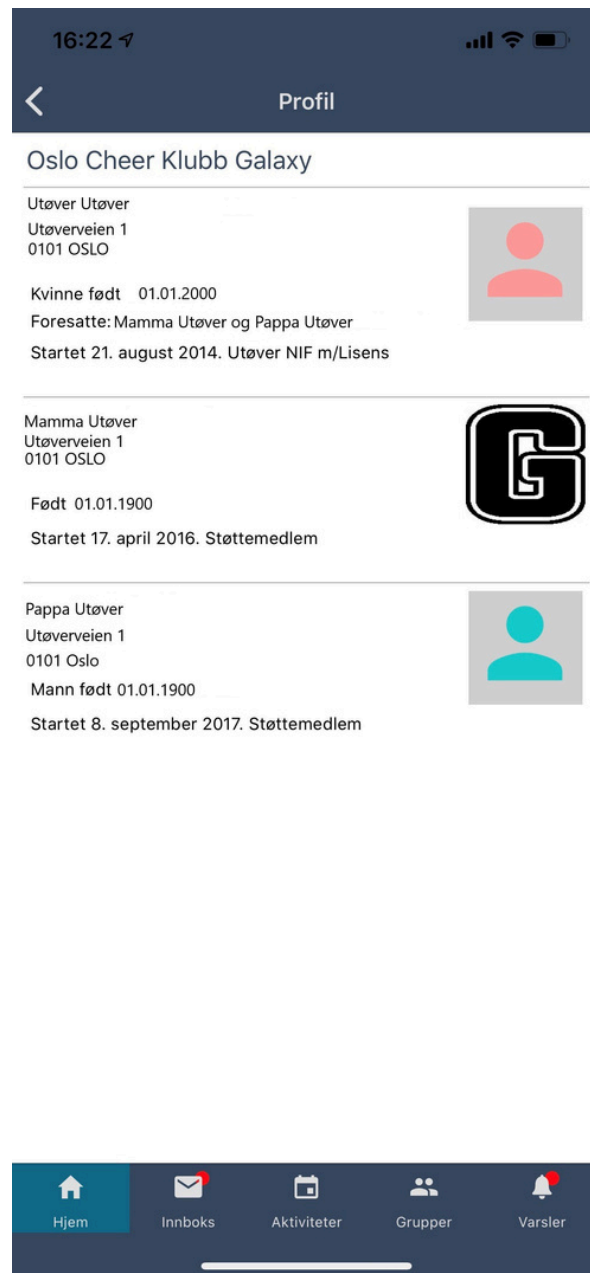 16:22
Profil
Oslo Cheer Klubb Galaxy
Utøver Utøver
Utøverveien 1
0101 OSLO
Kvinne født 01.01.2000
Foresatte: Mamma Utøver og Pappa Utøver
Startet 21. august 2014. Utøver NIF m/Lisens
Mamma Utøver
Utøverveien 1
0101 OSLO
G
Født 01.01.1900
Startet 17. april 2016. Støttemedlem
Pappa Utøver
Utøverveien 1
0101 Oslo
Mann født 01.01.1900
Startet 8. september 2017. Støttemedlem
Hjem Innboks Aktiviteter Grupper Varsler